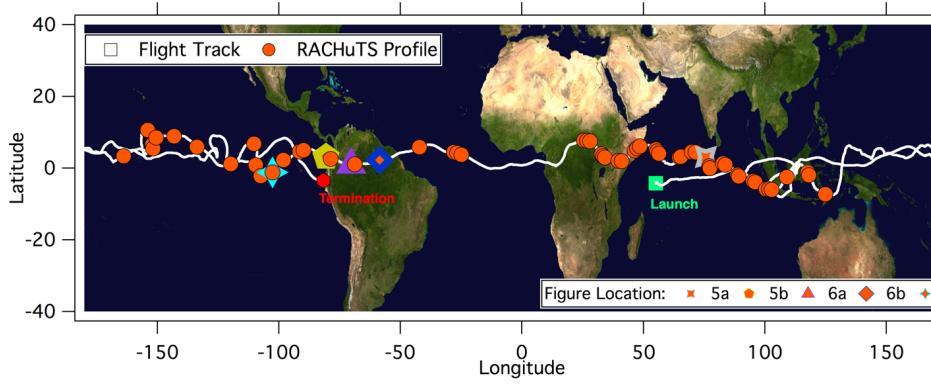 40
20
0
-20
-40
Latitude
Flight Track
RACHuTS Profile
Termination
Launch
Figure Location: 5a 5b 6a 6b
-150 -100 -50 0 50 100 150
Longitude